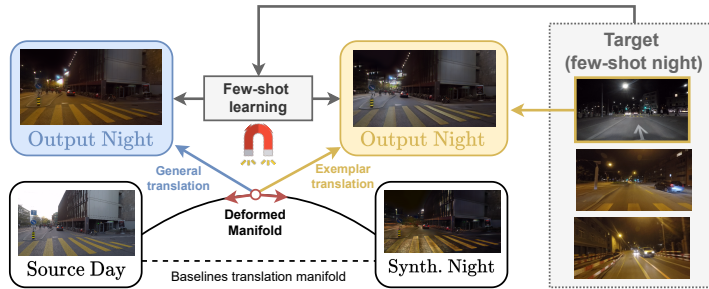 Target
(few-shot night)
Few-shot
learning
Output Night
Output Night
General
translation
Exemplar
translation
Deformed
Manifold
Source Day
Synth. Night
Baselines translation manifold